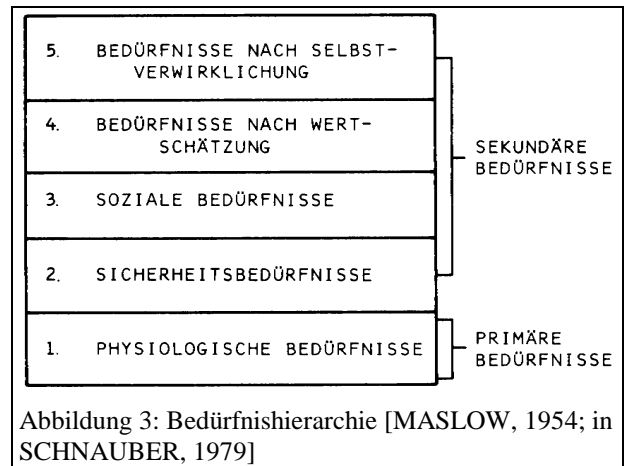 5. BEDÜRFNISSE NACH SELBST-
VERWIRKLICHUNG
4. BEDÜRFNISSE NACH WERT-
SCHÄTZUNG
3. SOZIALE BEDÜRFNISSE
2. SICHERHEITSBEDÜRFNISSE
1. PHYSIOLOGISCHE BEDÜRFNISSE
SEKUNDÄRE
BEDÜRFNISSE
PRIMÄRE
BEDÜRFNISSE
Abbildung 3: Bedürfnishierarchie [MASLOW, 1954; in
SCHNAUBER, 1979]